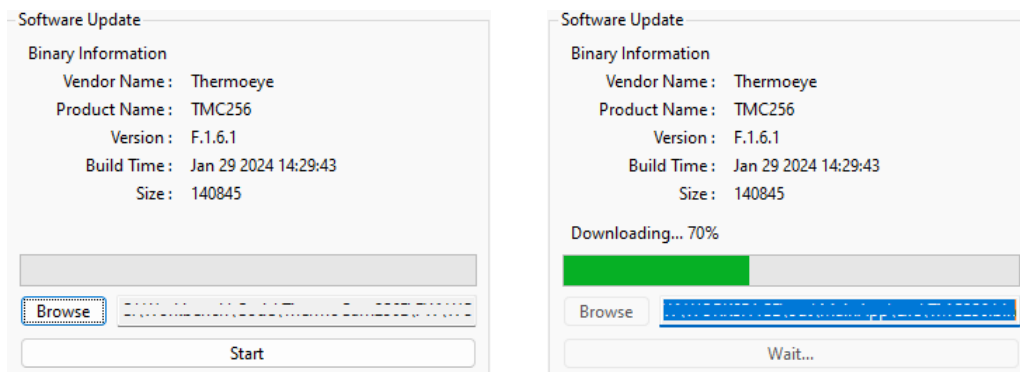 Software Update
Binary Information
Vendor Name : Thermoeye
Product Name : TMC256
Version : F.1.6.1
Build Time : Jan 29 2024 14:29:43
Size : 140845
Browse
Start
Software Update
Binary Information
Vendor Name : Thermoeye
Product Name : TMC256
Version : F.1.6.1
Build Time : Jan 29 2024 14:29:43
Size : 140845
Downloading... 70%
Browse
Wait...